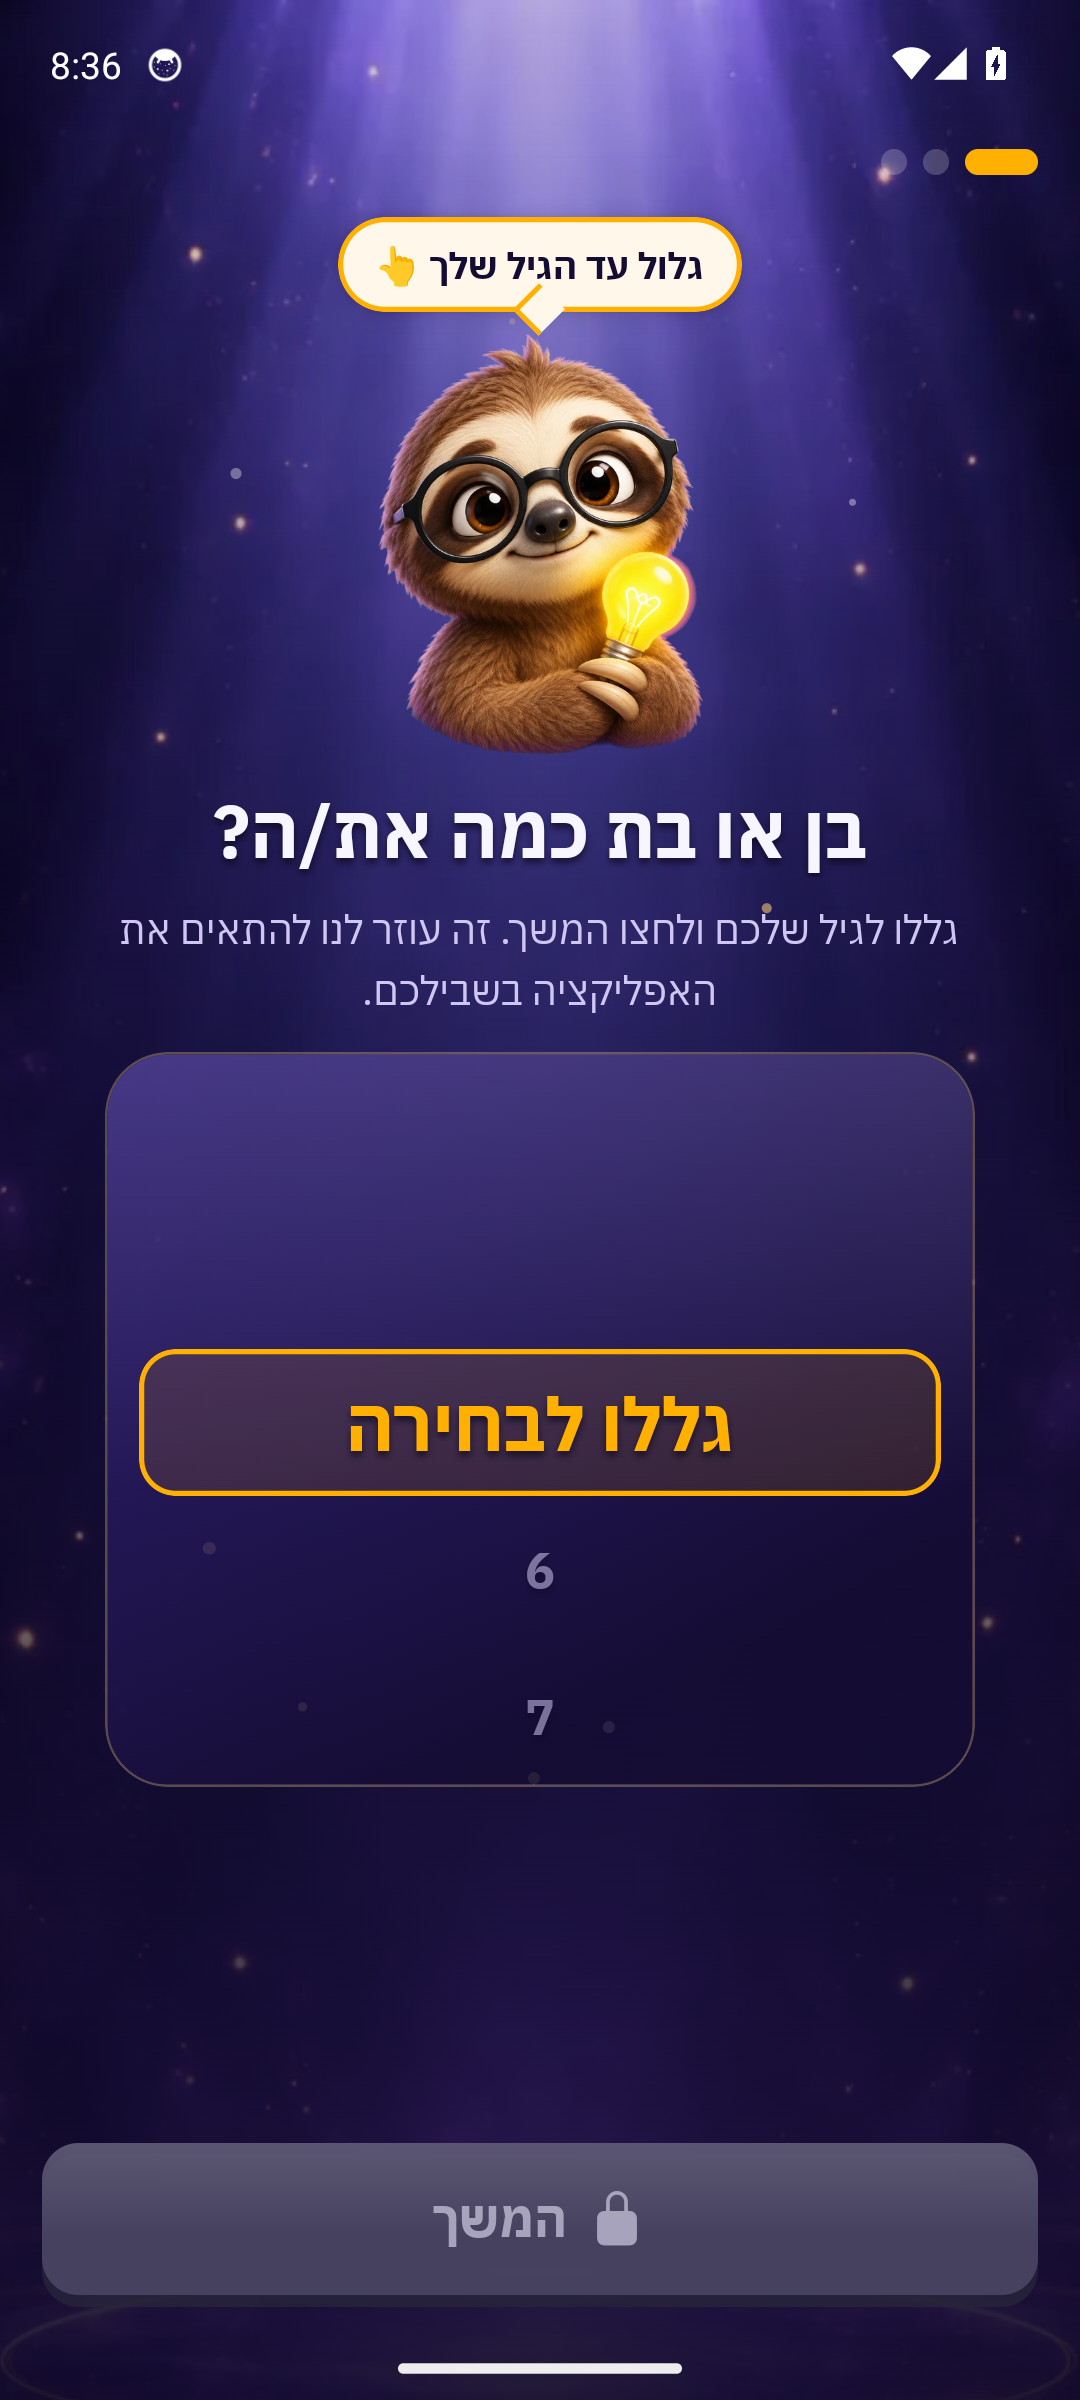 8:36
גלול עד הגיל שלך 👆
בן או בת כמה את/ה?
גללו לגיל שלכם ולחצו המשך. זה עוזר לנו להתאים את
האפליקציה בשבילכם.
גללו לבחירה
6
7
המשך